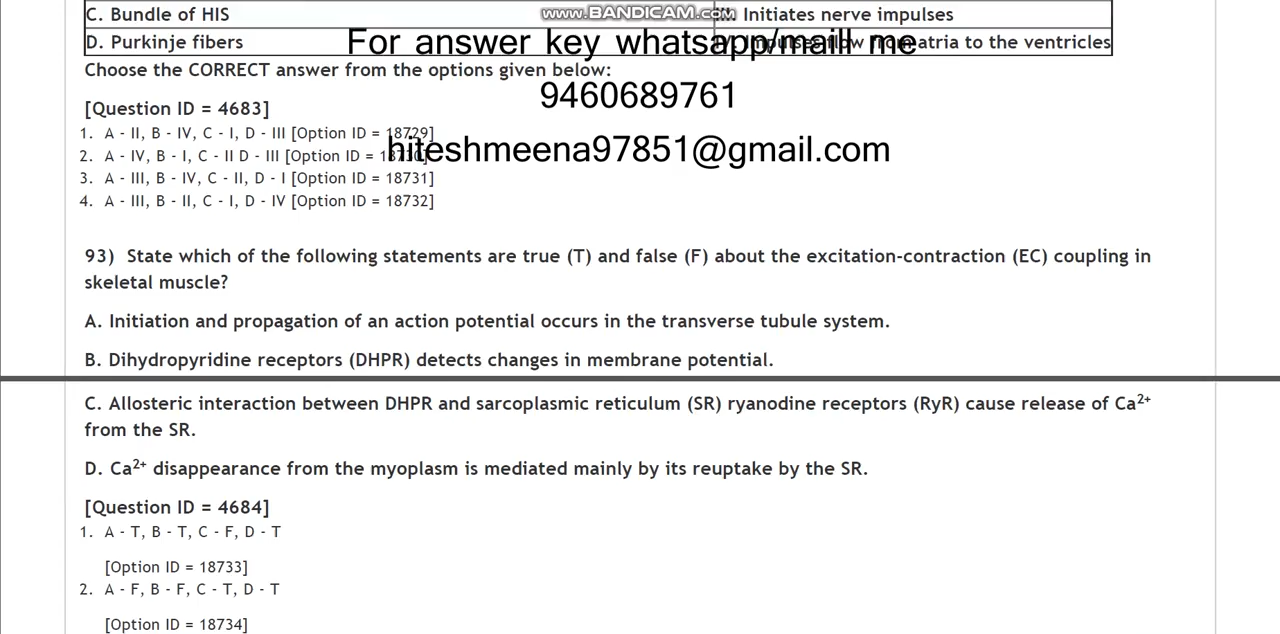 www.BANDICAM.com
C. Bundle of HIS Initiates nerve impulses
D. Purkinje fibers Impulses flow from atria to the ventricles
For answer key whatsapp/maill me
Choose the CORRECT answer from the options given below:
9460689761
[Question ID = 4683]
1. A - II, B - IV, C - I, D - III [Option ID = 18729]
hiteshmeena97851@gmail.com
2. A - IV, B - I, C - II D - III [Option ID =
3. A - III, B - IV, C - II, D - I [Option ID = 18731]
4. A - III, B - II, C - I, D - IV [Option ID = 18732]
93) State which of the following statements are true (T) and false (F) about the excitation-contraction (EC) coupling in
skeletal muscle?
A. Initiation and propagation of an action potential occurs in the transverse tubule system.
B. Dihydropyridine receptors (DHPR) detects changes in membrane potential.
C. Allosteric interaction between DHPR and sarcoplasmic reticulum (SR) ryanodine receptors (RyR) cause release of Ca²⁺
from the SR.
D. Ca²⁺ disappearance from the myoplasm is mediated mainly by its reuptake by the SR.
[Question ID = 4684]
1. A - T, B - T, C - F, D - T
[Option ID = 18733]
2. A - F, B - F, C - T, D - T
[Option ID = 18734]